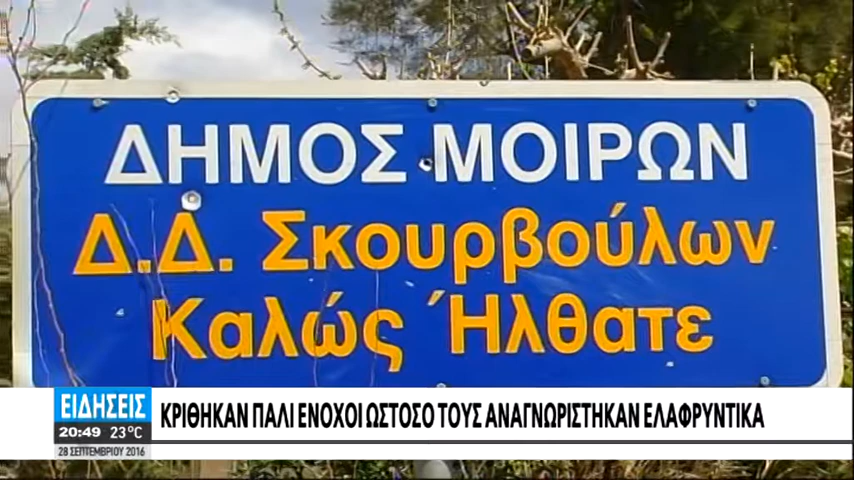 ΔΗΜΟΣ ΜΟΙΡΩΝ
Δ.Δ. Σκουρβούλων
Καλώς Ήλθατε
ΕΙΔΗΣΕΙΣ
ΚΡΙΘΗΚΑΝ ΠΑΛΙ ΕΝΟΧΟΙ ΩΣΤΟΣΟ ΤΟΥΣ ΑΝΑΓΝΩΡΙΣΤΗΚΑΝ ΕΛΑΦΡΥΝΤΙΚΑ
20:49 23°C
28 ΣΕΠΤΕΜΒΡΙΟΥ 2016